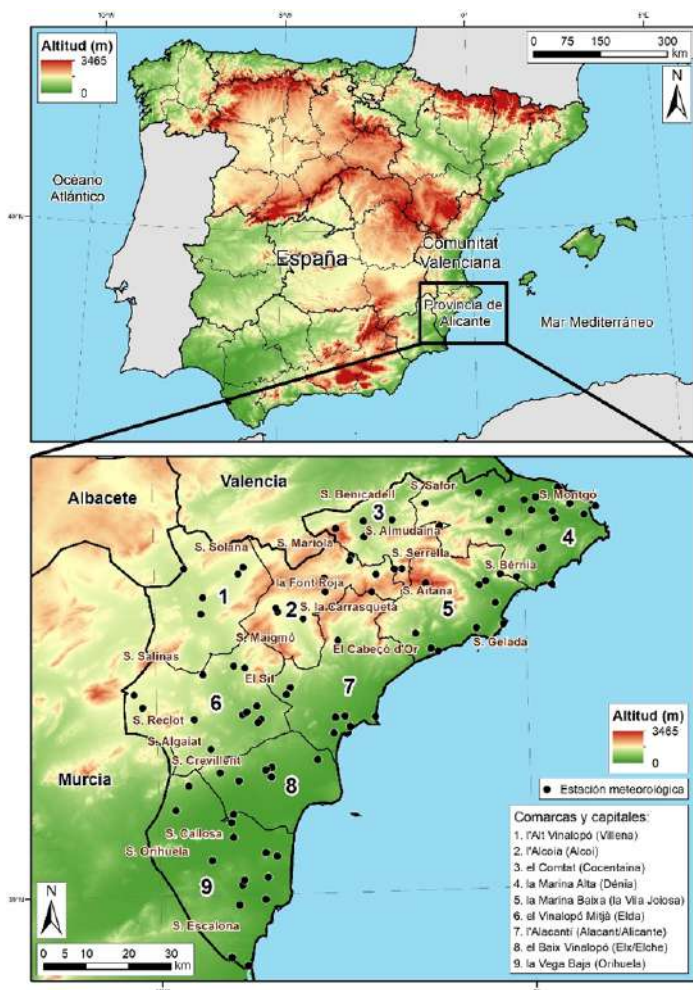 10°W
5°W
0°
5°E
Altitud (m)
3465
0
0 75 150 300
km
N
Océano
Atlántico
40°N
España
Comunitat
Valenciana
Provincia de
Alicante
Mar Mediterráneo
Albacete
Valencia
S. Benicadell
S. Safor
S. Montgó
3
S. Almudaina
4
S. Mariola
S. Solana
S. Serrella
S. Bèrnia
la Font Roja
S. Aitana
1
2
S. la Carrasqueta
5
S. Maigmó
S. Gelada
El Cabeçó d'Or
S. Salinas
El Sit
7
6
S. Reclot
S. Algaiat
Murcia
S. Crevillent
8
S. Callosa
S. Orihuela
9
S. Escalona
N
0 5 10 20 30
km
0°
Altitud (m)
3465
0
Estación meteorológica
Comarcas y capitales:
1. l'Alt Vinalopó (Villena)
2. l'Alcoià (Alcoi)
3. el Comtat (Cocentaina)
4. la Marina Alta (Dénia)
5. la Marina Baixa (la Vila Joiosa)
6. el Vinalopó Mitjà (Elda)
7. l'Alacantí (Alacant/Alicante)
8. el Baix Vinalopó (Elx/Elche)
9. la Vega Baja (Orihuela)